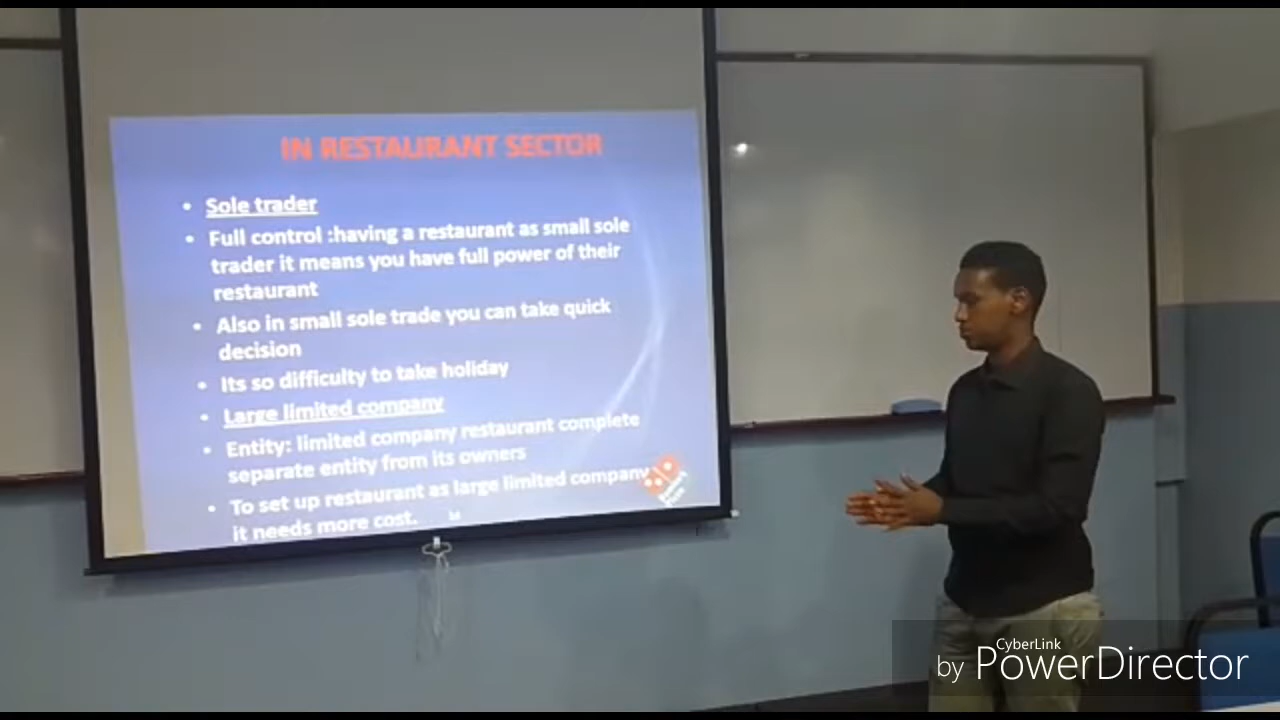 IN RESTAURANT SECTOR
• Sole trader
• Full control :having a restaurant as small sole
trader it means you have full power of their
restaurant
• Also in small sole trade you can take quick
decision
• Its so difficulty to take holiday
• Large limited company
• Entity: limited company restaurant complete
separate entity from its owners
• To set up restaurant as large limited company
it needs more cost.
CyberLink
by PowerDirector